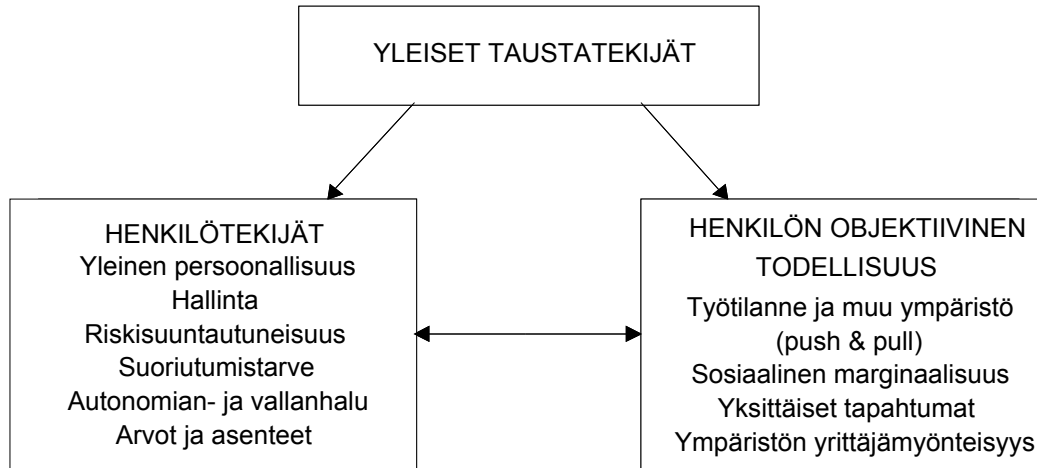 YLEISET TAUSTATEKIJÄT
HENKILÖTEKIJÄT
Yleinen persoonallisuus
Hallinta
Riskisuuntautuneisuus
Suoriutumistarve
Autonomian- ja vallanhalu
Arvot ja asenteet
HENKILÖN OBJEKTIIVINEN
TODELLISUUS
Työtilanne ja muu ympäristö
(push & pull)
Sosiaalinen marginaalisuus
Yksittäiset tapahtumat
Ympäristön yrittäjämyönteisyys